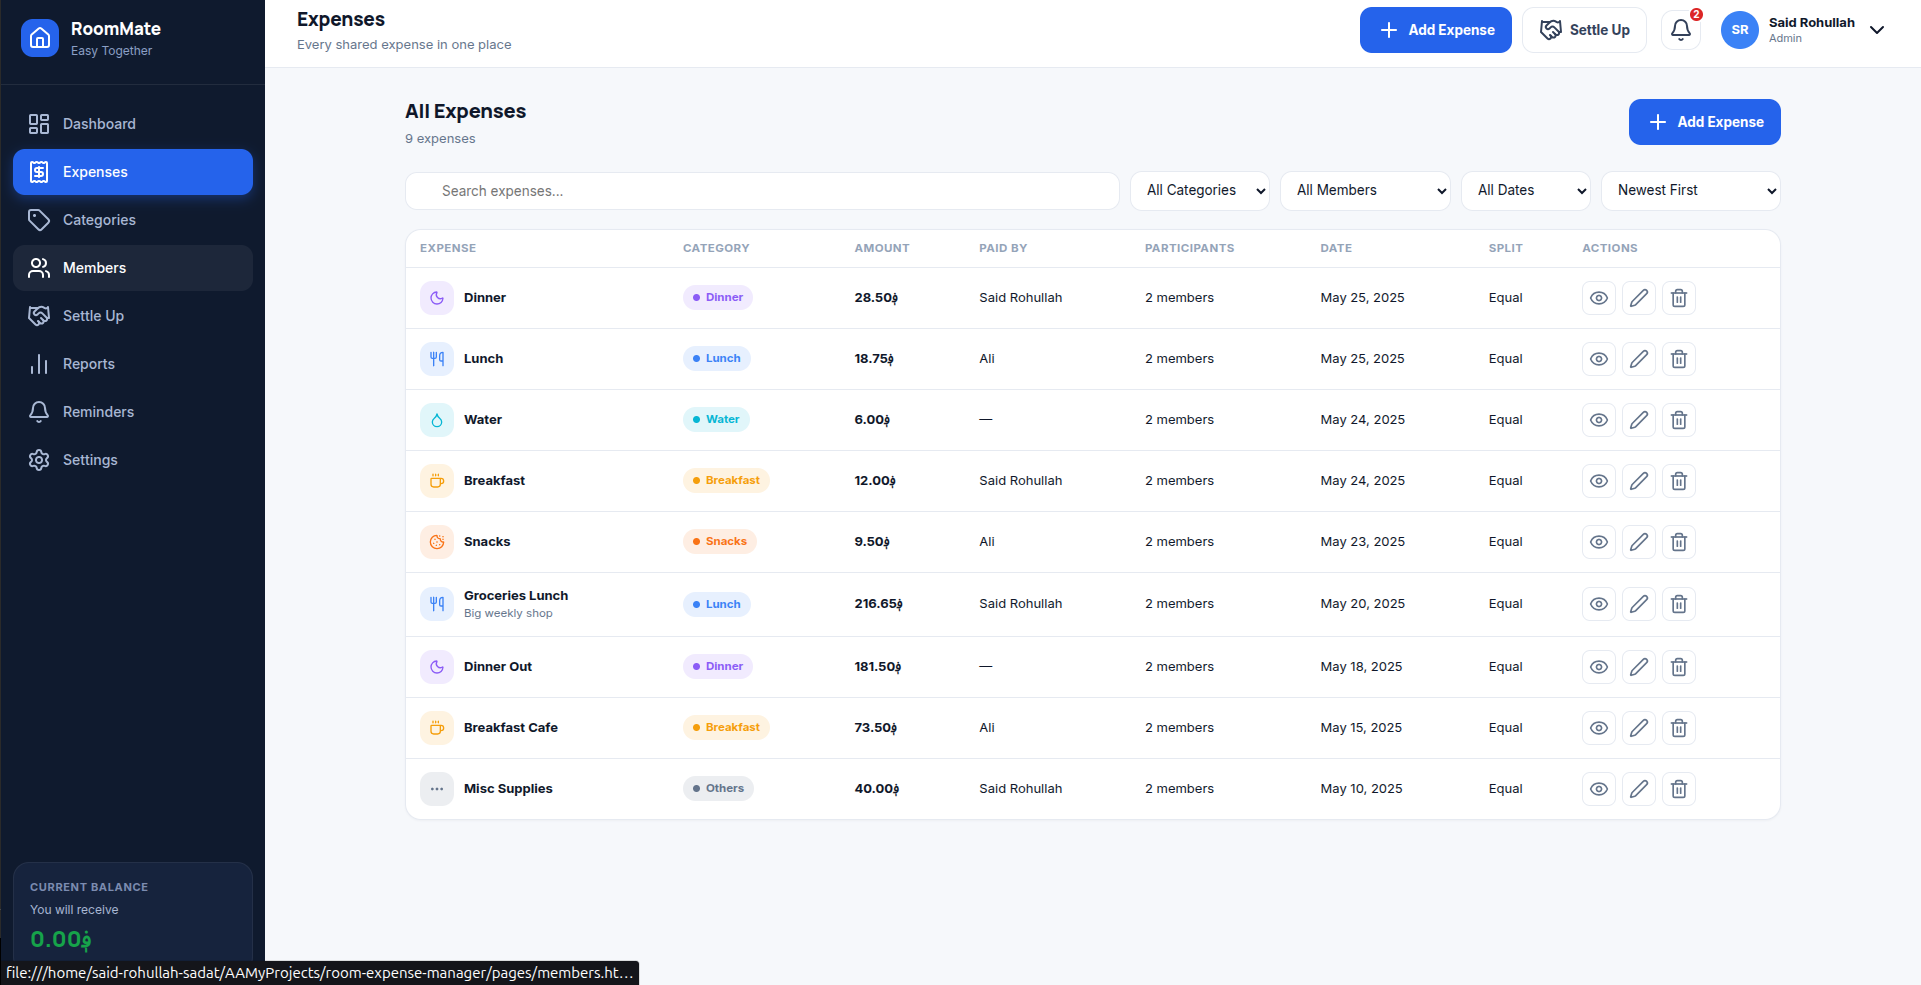 RoomMate
Easy Together
Dashboard
Expenses
Categories
Members
Settle Up
Reports
Reminders
Settings
CURRENT BALANCE
You will receive
0.00؋
file:///home/said-rohullah-sadat/AAMyProjects/room-expense-manager/pages/members.ht...
Expenses
Every shared expense in one place
Add Expense
Settle Up
2
SR
Said Rohullah
Admin
All Expenses
9 expenses
Add Expense
Search expenses...
All Categories
All Members
All Dates
Newest First
EXPENSE CATEGORY AMOUNT PAID BY PARTICIPANTS DATE SPLIT ACTIONS
Dinner Dinner 28.50؋ Said Rohullah 2 members May 25, 2025 Equal
Lunch Lunch 18.75؋ Ali 2 members May 25, 2025 Equal
Water Water 6.00؋ — 2 members May 24, 2025 Equal
Breakfast Breakfast 12.00؋ Said Rohullah 2 members May 24, 2025 Equal
Snacks Snacks 9.50؋ Ali 2 members May 23, 2025 Equal
Groceries Lunch Lunch 216.65؋ Said Rohullah 2 members May 20, 2025 Equal
Big weekly shop
Dinner Out Dinner 181.50؋ — 2 members May 18, 2025 Equal
Breakfast Cafe Breakfast 73.50؋ Ali 2 members May 15, 2025 Equal
Misc Supplies Others 40.00؋ Said Rohullah 2 members May 10, 2025 Equal